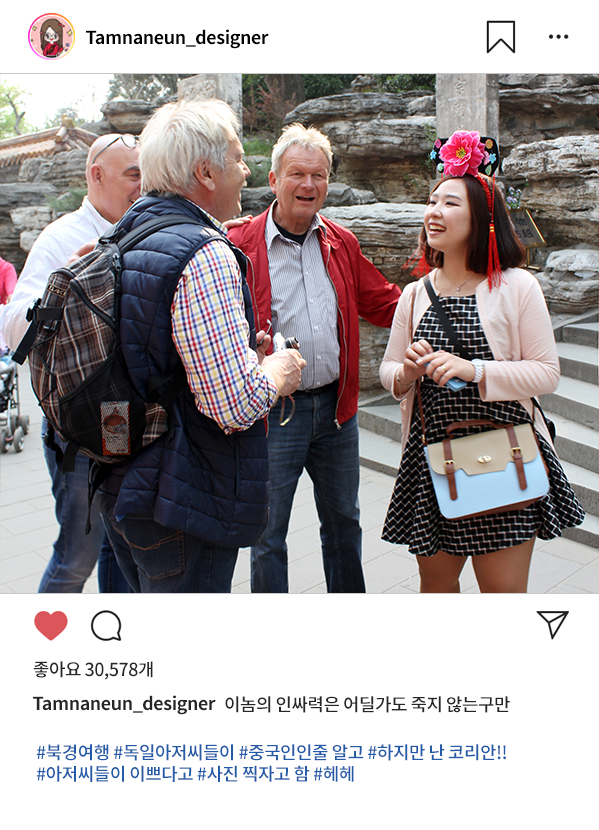 Tamnaneun_designer
좋아요 30,578개
Tamnaneun_designer 이놈의 인싸력은 어딜가도 죽지 않는구만
#북경여행 #독일아저씨들이 #중국인인줄 알고 #하지만 난 코리안!!
#아저씨들이 이쁘다고 #사진 찍자고 함 #헤헤